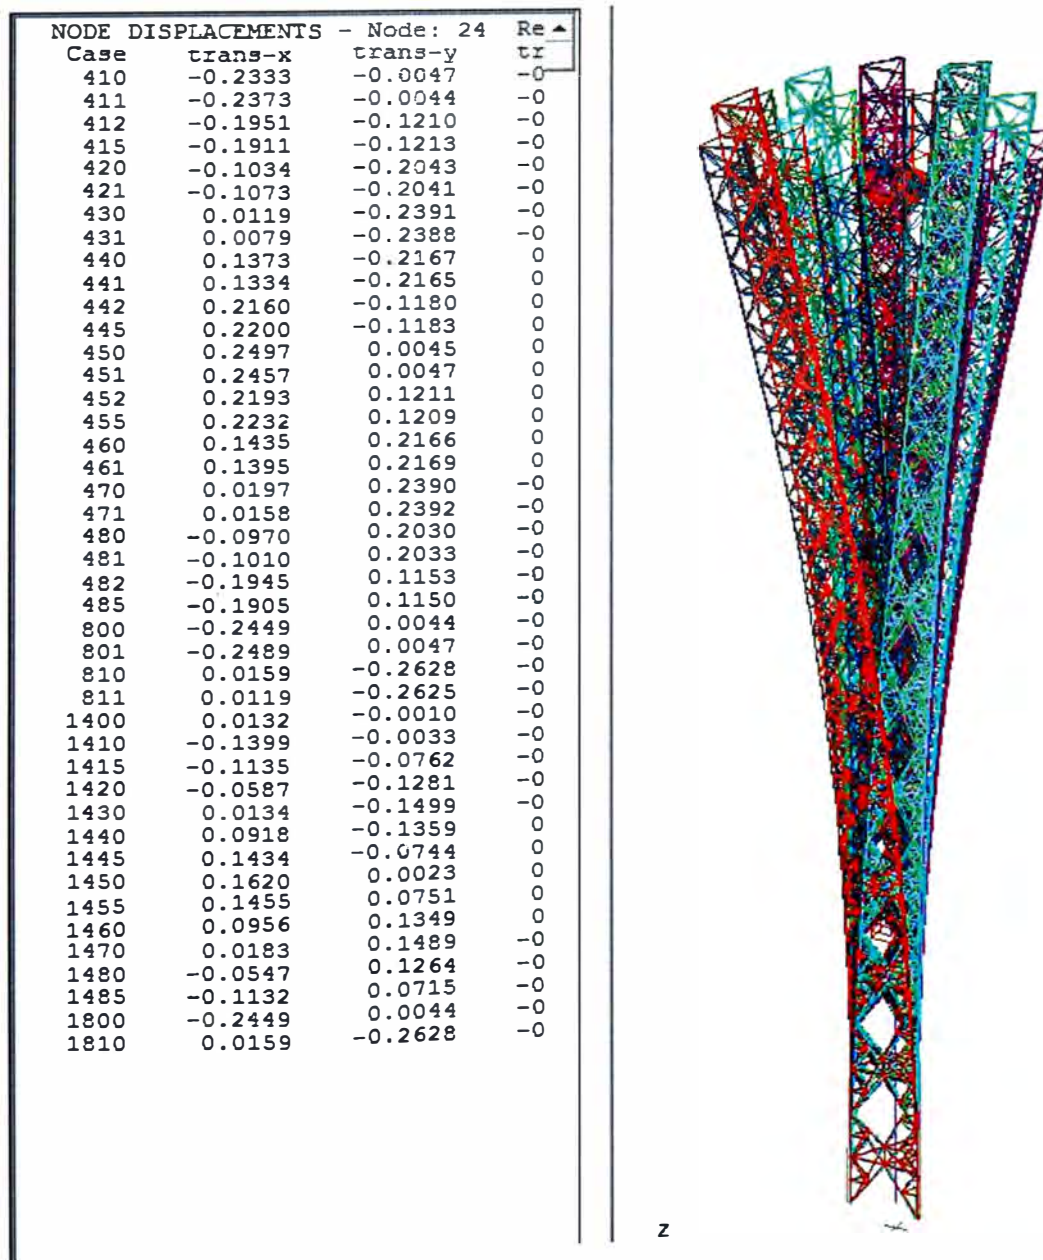 NODE DISPLACEMENTS - Node: 24 Re
Case trans-x trans-y tr
410 -0.2333 -0.0047 -0
411 -0.2373 -0.0044 -0
412 -0.1951 -0.1210 -0
415 -0.1911 -0.1213 -0
420 -0.1034 -0.2043 -0
421 -0.1073 -0.2041 -0
430 0.0119 -0.2391 -0
431 0.0079 -0.2388 -0
440 0.1373 -0.2167 0
441 0.1334 -0.2165 0
442 0.2160 -0.1180 0
445 0.2200 -0.1183 0
450 0.2497 0.0045 0
451 0.2457 0.0047 0
452 0.2193 0.1211 0
455 0.2232 0.1209 0
460 0.1435 0.2166 0
461 0.1395 0.2169 0
470 0.0197 0.2390 -0
471 0.0158 0.2392 -0
480 -0.0970 0.2030 -0
481 -0.1010 0.2033 -0
482 -0.1945 0.1153 -0
485 -0.1905 0.1150 -0
800 -0.2449 0.0044 -0
801 -0.2489 0.0047 -0
810 0.0159 -0.2628 -0
811 0.0119 -0.2625 -0
1400 0.0132 -0.0010 -0
1410 -0.1399 -0.0033 -0
1415 -0.1135 -0.0762 -0
1420 -0.0587 -0.1281 -0
1430 0.0134 -0.1499 -0
1440 0.0918 -0.1359 0
1445 0.1434 -0.0744 0
1450 0.1620 0.0023 0
1455 0.1455 0.0751 0
1460 0.0956 0.1349 0
1470 0.0183 0.1489 -0
1480 -0.0547 0.1264 -0
1485 -0.1132 0.0715 -0
1800 -0.2449 0.0044 -0
1810 0.0159 -0.2628 -0
Z